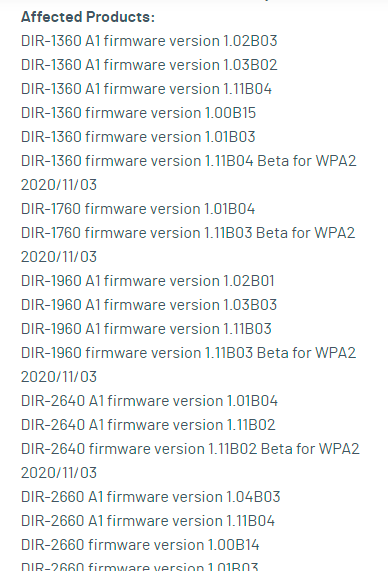 Affected Products:
DIR-1360 A1 firmware version 1.02B03
DIR-1360 A1 firmware version 1.03B02
DIR-1360 A1 firmware version 1.11B04
DIR-1360 firmware version 1.00B15
DIR-1360 firmware version 1.01B03
DIR-1360 firmware version 1.11B04 Beta for WPA2
2020/11/03
DIR-1760 firmware version 1.01B04
DIR-1760 firmware version 1.11B03 Beta for WPA2
2020/11/03
DIR-1960 A1 firmware version 1.02B01
DIR-1960 A1 firmware version 1.03B03
DIR-1960 A1 firmware version 1.11B03
DIR-1960 firmware version 1.11B03 Beta for WPA2
2020/11/03
DIR-2640 A1 firmware version 1.01B04
DIR-2640 A1 firmware version 1.11B02
DIR-2640 firmware version 1.11B02 Beta for WPA2
2020/11/03
DIR-2660 A1 firmware version 1.04B03
DIR-2660 A1 firmware version 1.11B04
DIR-2660 firmware version 1.00B14
DIR-2660 firmware version 1.01B03